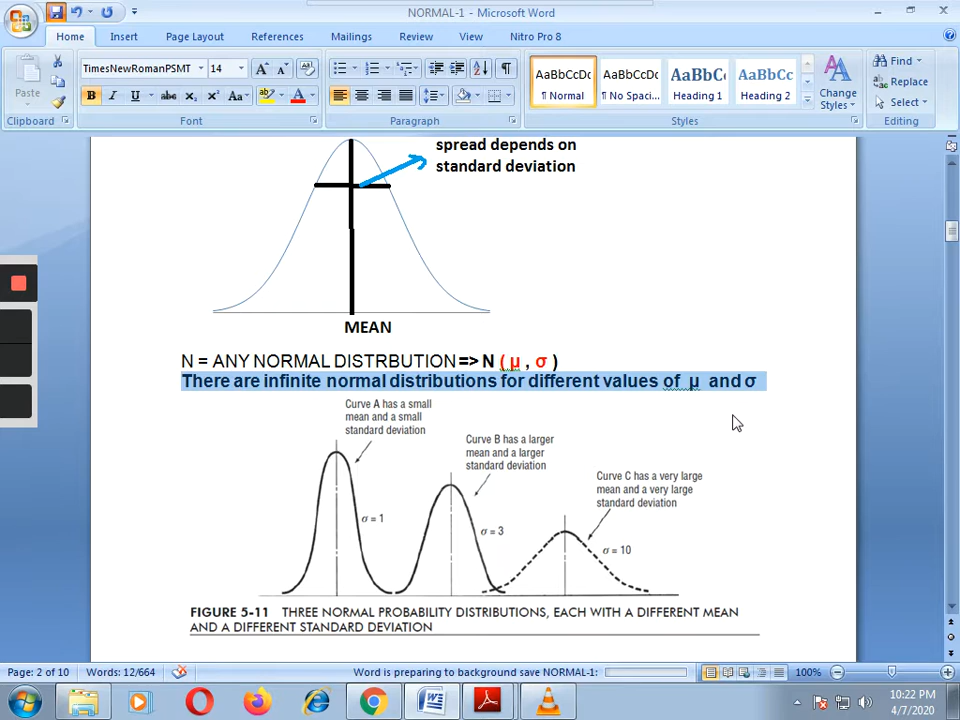 NORMAL-1 - Microsoft Word
Home Insert Page Layout References Mailings Review View Nitro Pro 8
TimesNewRomanPSMT 14
Paste
B I U abe x₂ x² Aa
AaBbCcDc AaBbCcDc AaBbC AaBbCc
¶ Normal ¶ No Spaci... Heading 1 Heading 2
Change
Styles
Find
Replace
Select
Clipboard Font Paragraph Styles Editing
spread depends on
standard deviation
MEAN
N = ANY NORMAL DISTRBUTION => N ( μ , σ )
There are infinite normal distributions for different values of μ and σ
Curve A has a small
mean and a small
standard deviation
Curve B has a larger
mean and a larger
standard deviation
Curve C has a very large
mean and a very large
standard deviation
σ = 1
σ = 3
σ = 10
FIGURE 5-11 THREE NORMAL PROBABILITY DISTRIBUTIONS, EACH WITH A DIFFERENT MEAN
AND A DIFFERENT STANDARD DEVIATION
Page: 2 of 10 Words: 12/664 Word is preparing to background save NORMAL-1: 100%
10:22 PM
4/7/2020